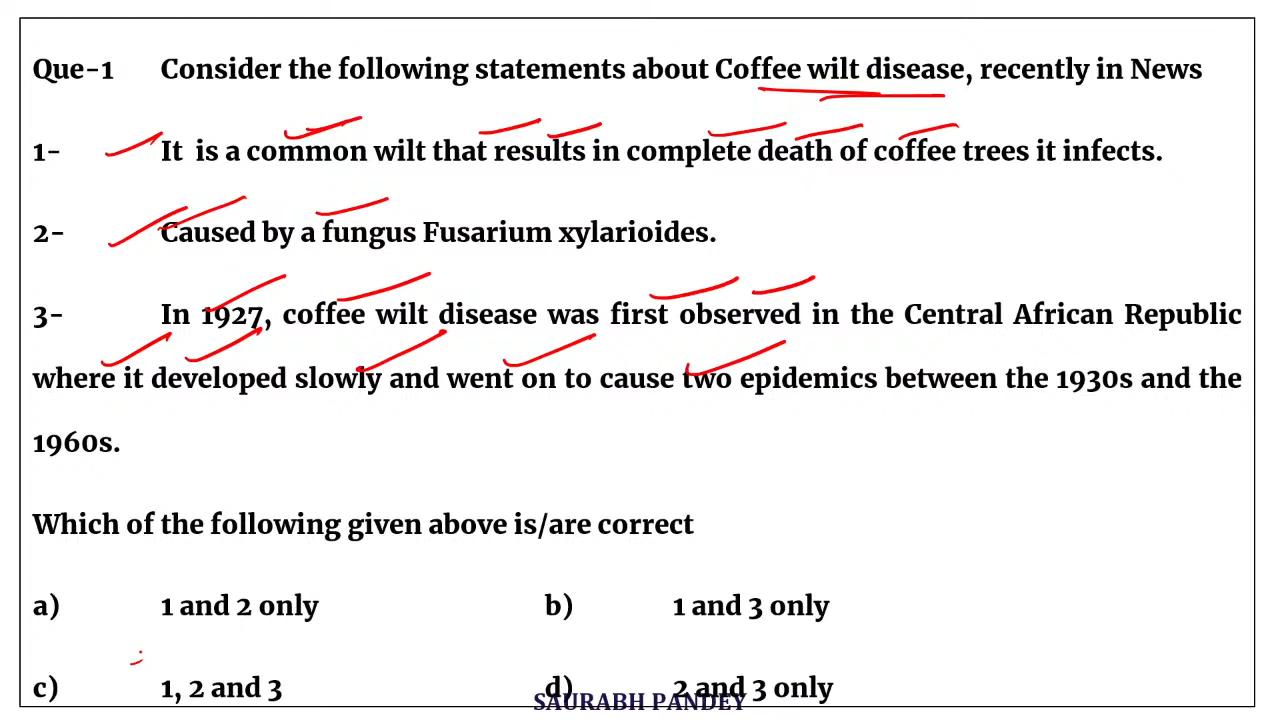 Que-1 Consider the following statements about Coffee wilt disease, recently in News
1- It is a common wilt that results in complete death of coffee trees it infects.
2- Caused by a fungus Fusarium xylarioides.
3- In 1927, coffee wilt disease was first observed in the Central African Republic
where it developed slowly and went on to cause two epidemics between the 1930s and the
1960s.
Which of the following given above is/are correct
a) 1 and 2 only b) 1 and 3 only
c) 1, 2 and 3 d) 2 and 3 only
SAURABH PANDEY